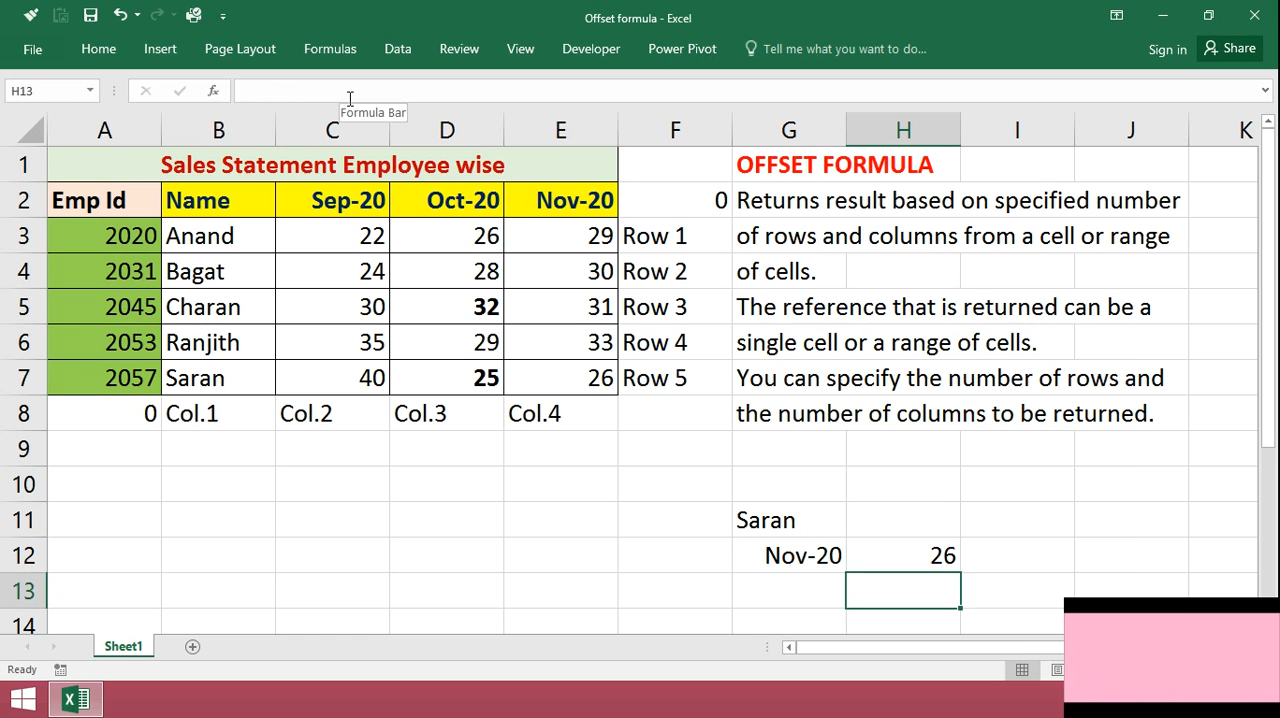 Offset formula - Excel
File Home Insert Page Layout Formulas Data Review View Developer Power Pivot Tell me what you want to do... Sign in Share
H13 fx
Formula Bar
A B C D E F G H I J K
1 Sales Statement Employee wise OFFSET FORMULA
2 Emp Id Name Sep-20 Oct-20 Nov-20 0 Returns result based on specified number
3 2020 Anand 22 26 29 Row 1 of rows and columns from a cell or range
4 2031 Bagat 24 28 30 Row 2 of cells.
5 2045 Charan 30 32 31 Row 3 The reference that is returned can be a
6 2053 Ranjith 35 29 33 Row 4 single cell or a range of cells.
7 2057 Saran 40 25 26 Row 5 You can specify the number of rows and
8 0 Col.1 Col.2 Col.3 Col.4 the number of columns to be returned.
9
10
11 Saran
12 Nov-20 26
13
14
Sheet1
Ready